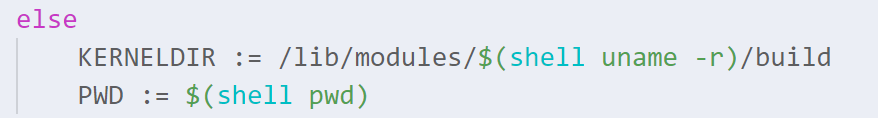 else
    KERNELDIR := /lib/modules/$(shell uname -r)/build
    PWD := $(shell pwd)